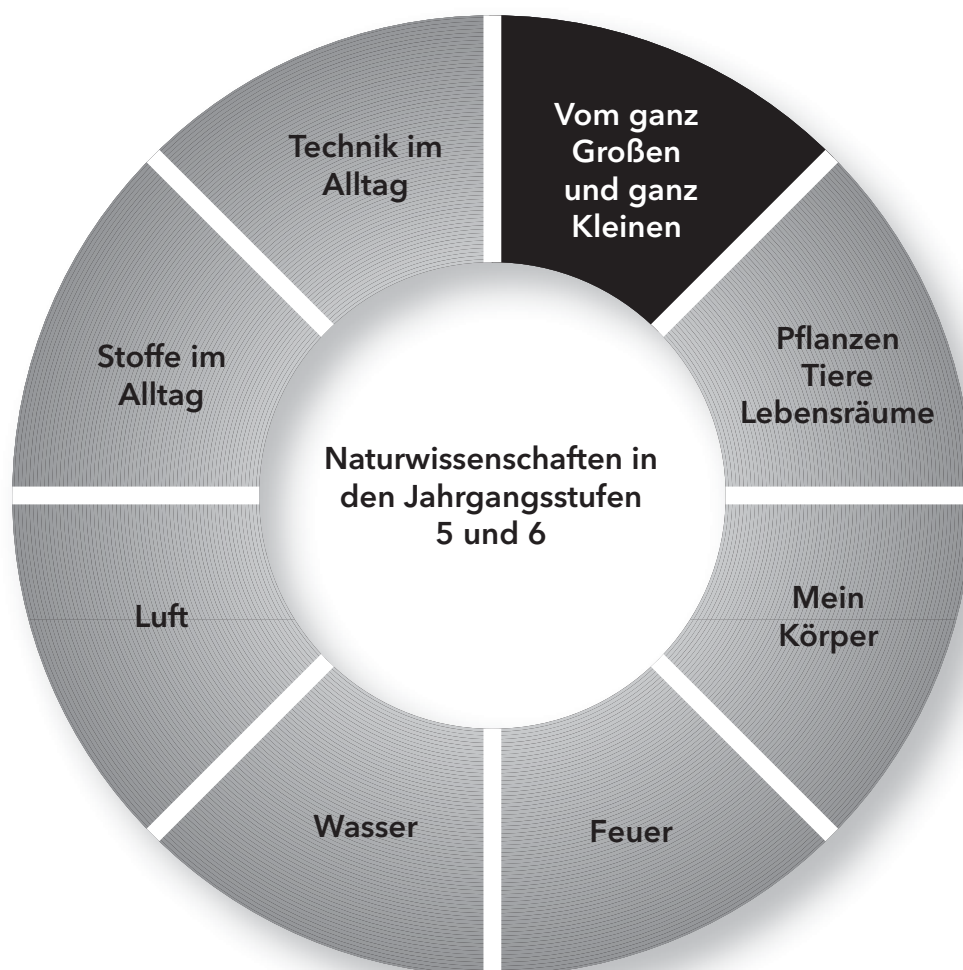 Technik im
Alltag
Vom ganz
Großen
und ganz
Kleinen
Stoffe im
Alltag
Pflanzen
Tiere
Lebensräume
Naturwissenschaften in
den Jahrgangsstufen
5 und 6
Luft
Mein
Körper
Wasser
Feuer